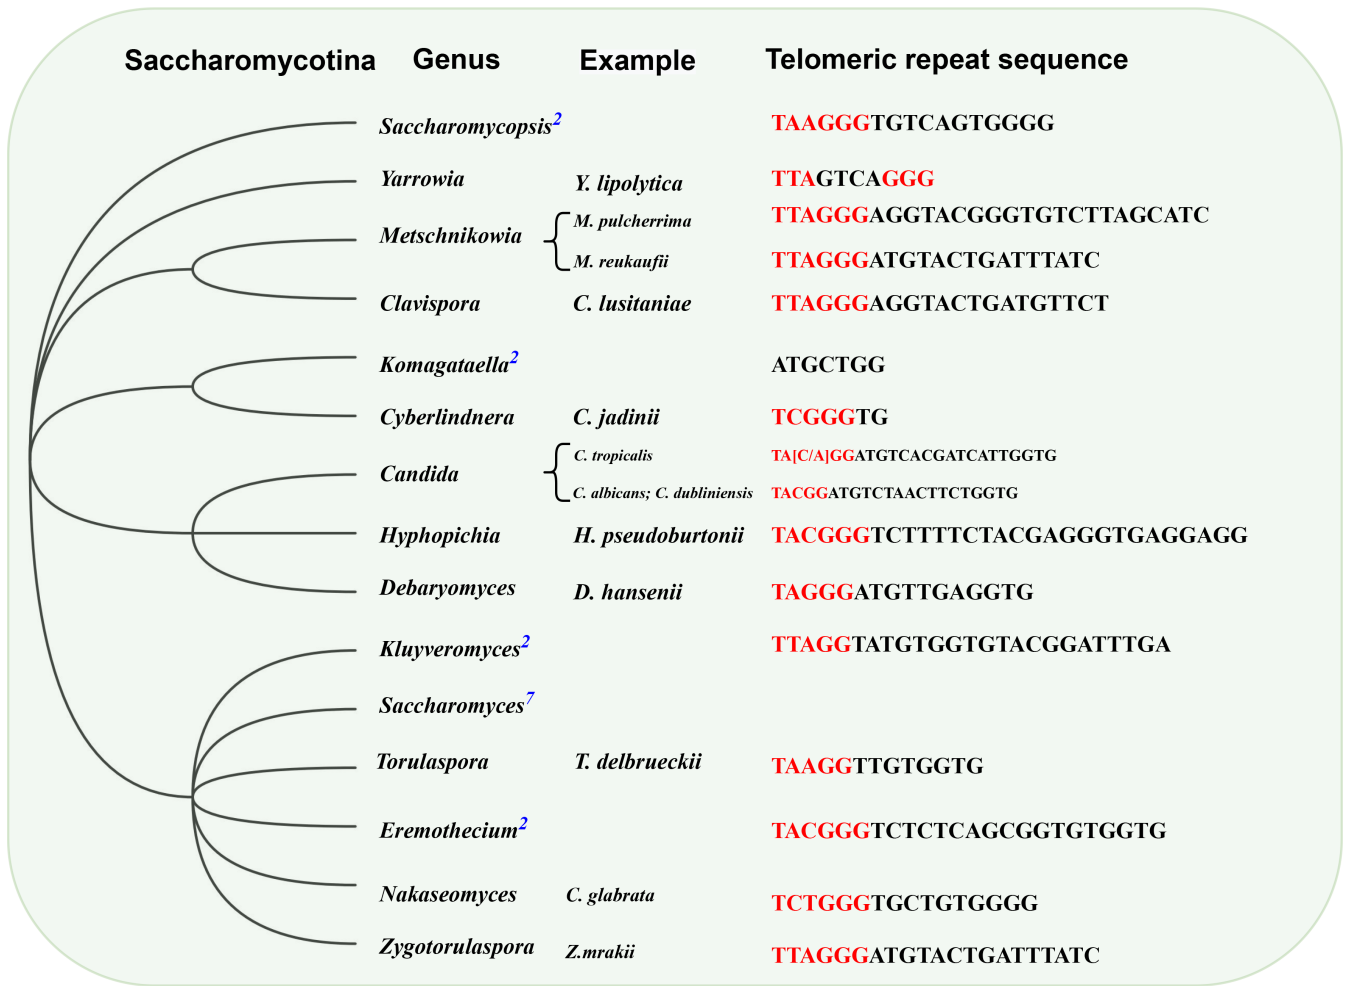 Saccharomycotina Genus Example Telomeric repeat sequence
Saccharomycopsis2 TAAGGGTGTCAGTGGGG
Yarrowia Y. lipolytica TTAGTCAGGG
Metschnikowia M. pulcherrima TTAGGGAGGTACGGGTGTCTTAGCATC
M. reukaufii TTAGGGATGTACTGATTTATC
Clavispora C. lusitaniae TTAGGGAGGTACTGATGTTCT
Komagataella2 ATGCTGG
Cyberlindnera C. jadinii TCGGGTG
Candida C. tropicalis TA[C/A]GGATGTCACGATCATTGGTG
C. albicans; C. dubliniensis TACGGATGTCTAACTTCTGGTG
Hyphopichia H. pseudoburtonii TACGGGTCTTTTCTACGAGGGTGAGGAGG
Debaryomyces D. hansenii TAGGGATGTTGAGGTG
Kluyveromyces2 TTAGGTATGTGGTGTACGGATTTGA
Saccharomyces7
Torulaspora T. delbrueckii TAAGGTTGTGGTG
Eremothecium2 TACGGGTCTCTCAGCGGTGTGGTG
Nakaseomyces C. glabrata TCTGGGTGCTGTGGGG
Zygotorulaspora Z.mrakii TTAGGGATGTACTGATTTATC